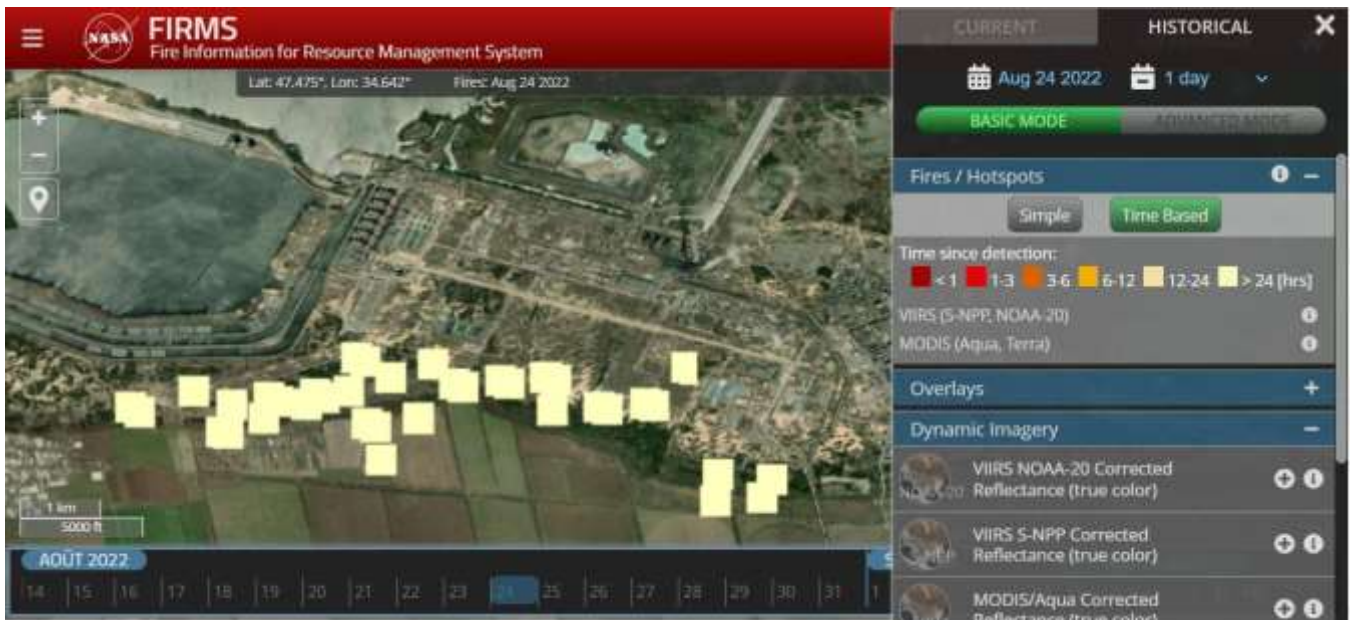 NASA
FIRMS
Fire Information for Resource Management System
CURRENT
HISTORICAL
Lat: 47.475°, Lon: 34.642°
Fires: Aug 24 2022
Aug 24 2022
1 day
BASIC MODE
ADVANCED MODE
Fires / Hotspots
Simple
Time Based
Time since detection:
< 1
1-3
3-6
6-12
12-24
> 24 [hrs]
VIIRS (S-NPP, NOAA-20)
MODIS (Aqua, Terra)
Overlays
Dynamic Imagery
VIIRS NOAA-20 Corrected
Reflectance (true color)
VIIRS S-NPP Corrected
Reflectance (true color)
MODIS/Aqua Corrected
Reflectance (true color)
1 km
5000 ft
AOÛT 2022
14 15 16 17 18 19 20 21 22 23 24 25 26 27 28 29 30 31 1